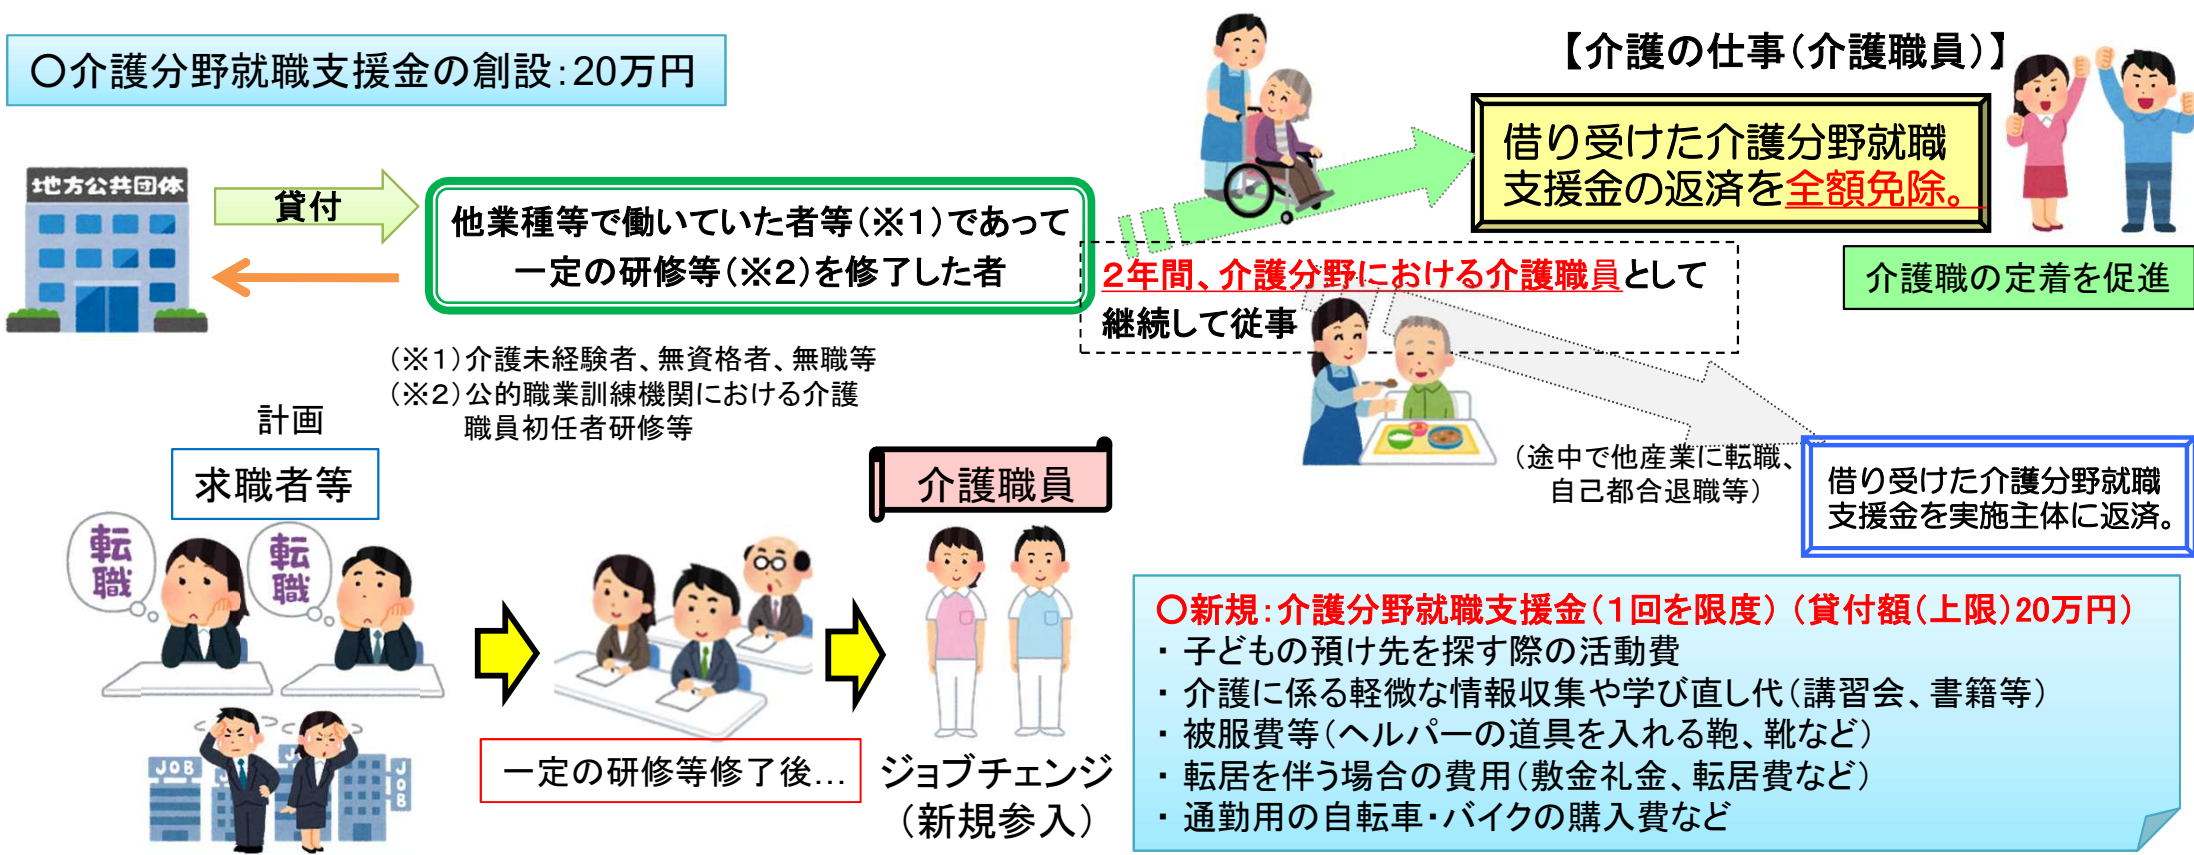 〇介護分野就職支援金の創設：20万円
【介護の仕事（介護職員）】
借り受けた介護分野就職
支援金の返済を全額免除。
地方公共団体
貸付
他業種等で働いていた者等（※1）であって
一定の研修等（※2）を修了した者
2年間、介護分野における介護職員として
継続して従事
介護職の定着を促進
（※1）介護未経験者、無資格者、無職等
（※2）公的職業訓練機関における介護
職員初任者研修等
計画
求職者等
介護職員
（途中で他産業に転職、
自己都合退職等）
借り受けた介護分野就職
支援金を実施主体に返済。
転職
転職
JOB
JOB
一定の研修等修了後…
ジョブチェンジ
（新規参入）
〇新規：介護分野就職支援金（1回を限度）（貸付額（上限）20万円）
・子どもの預け先を探す際の活動費
・介護に係る軽微な情報収集や学び直し代（講習会、書籍等）
・被服費等（ヘルパーの道具を入れる鞄、靴など）
・転居を伴う場合の費用（敷金礼金、転居費など）
・通勤用の自転車・バイクの購入費など